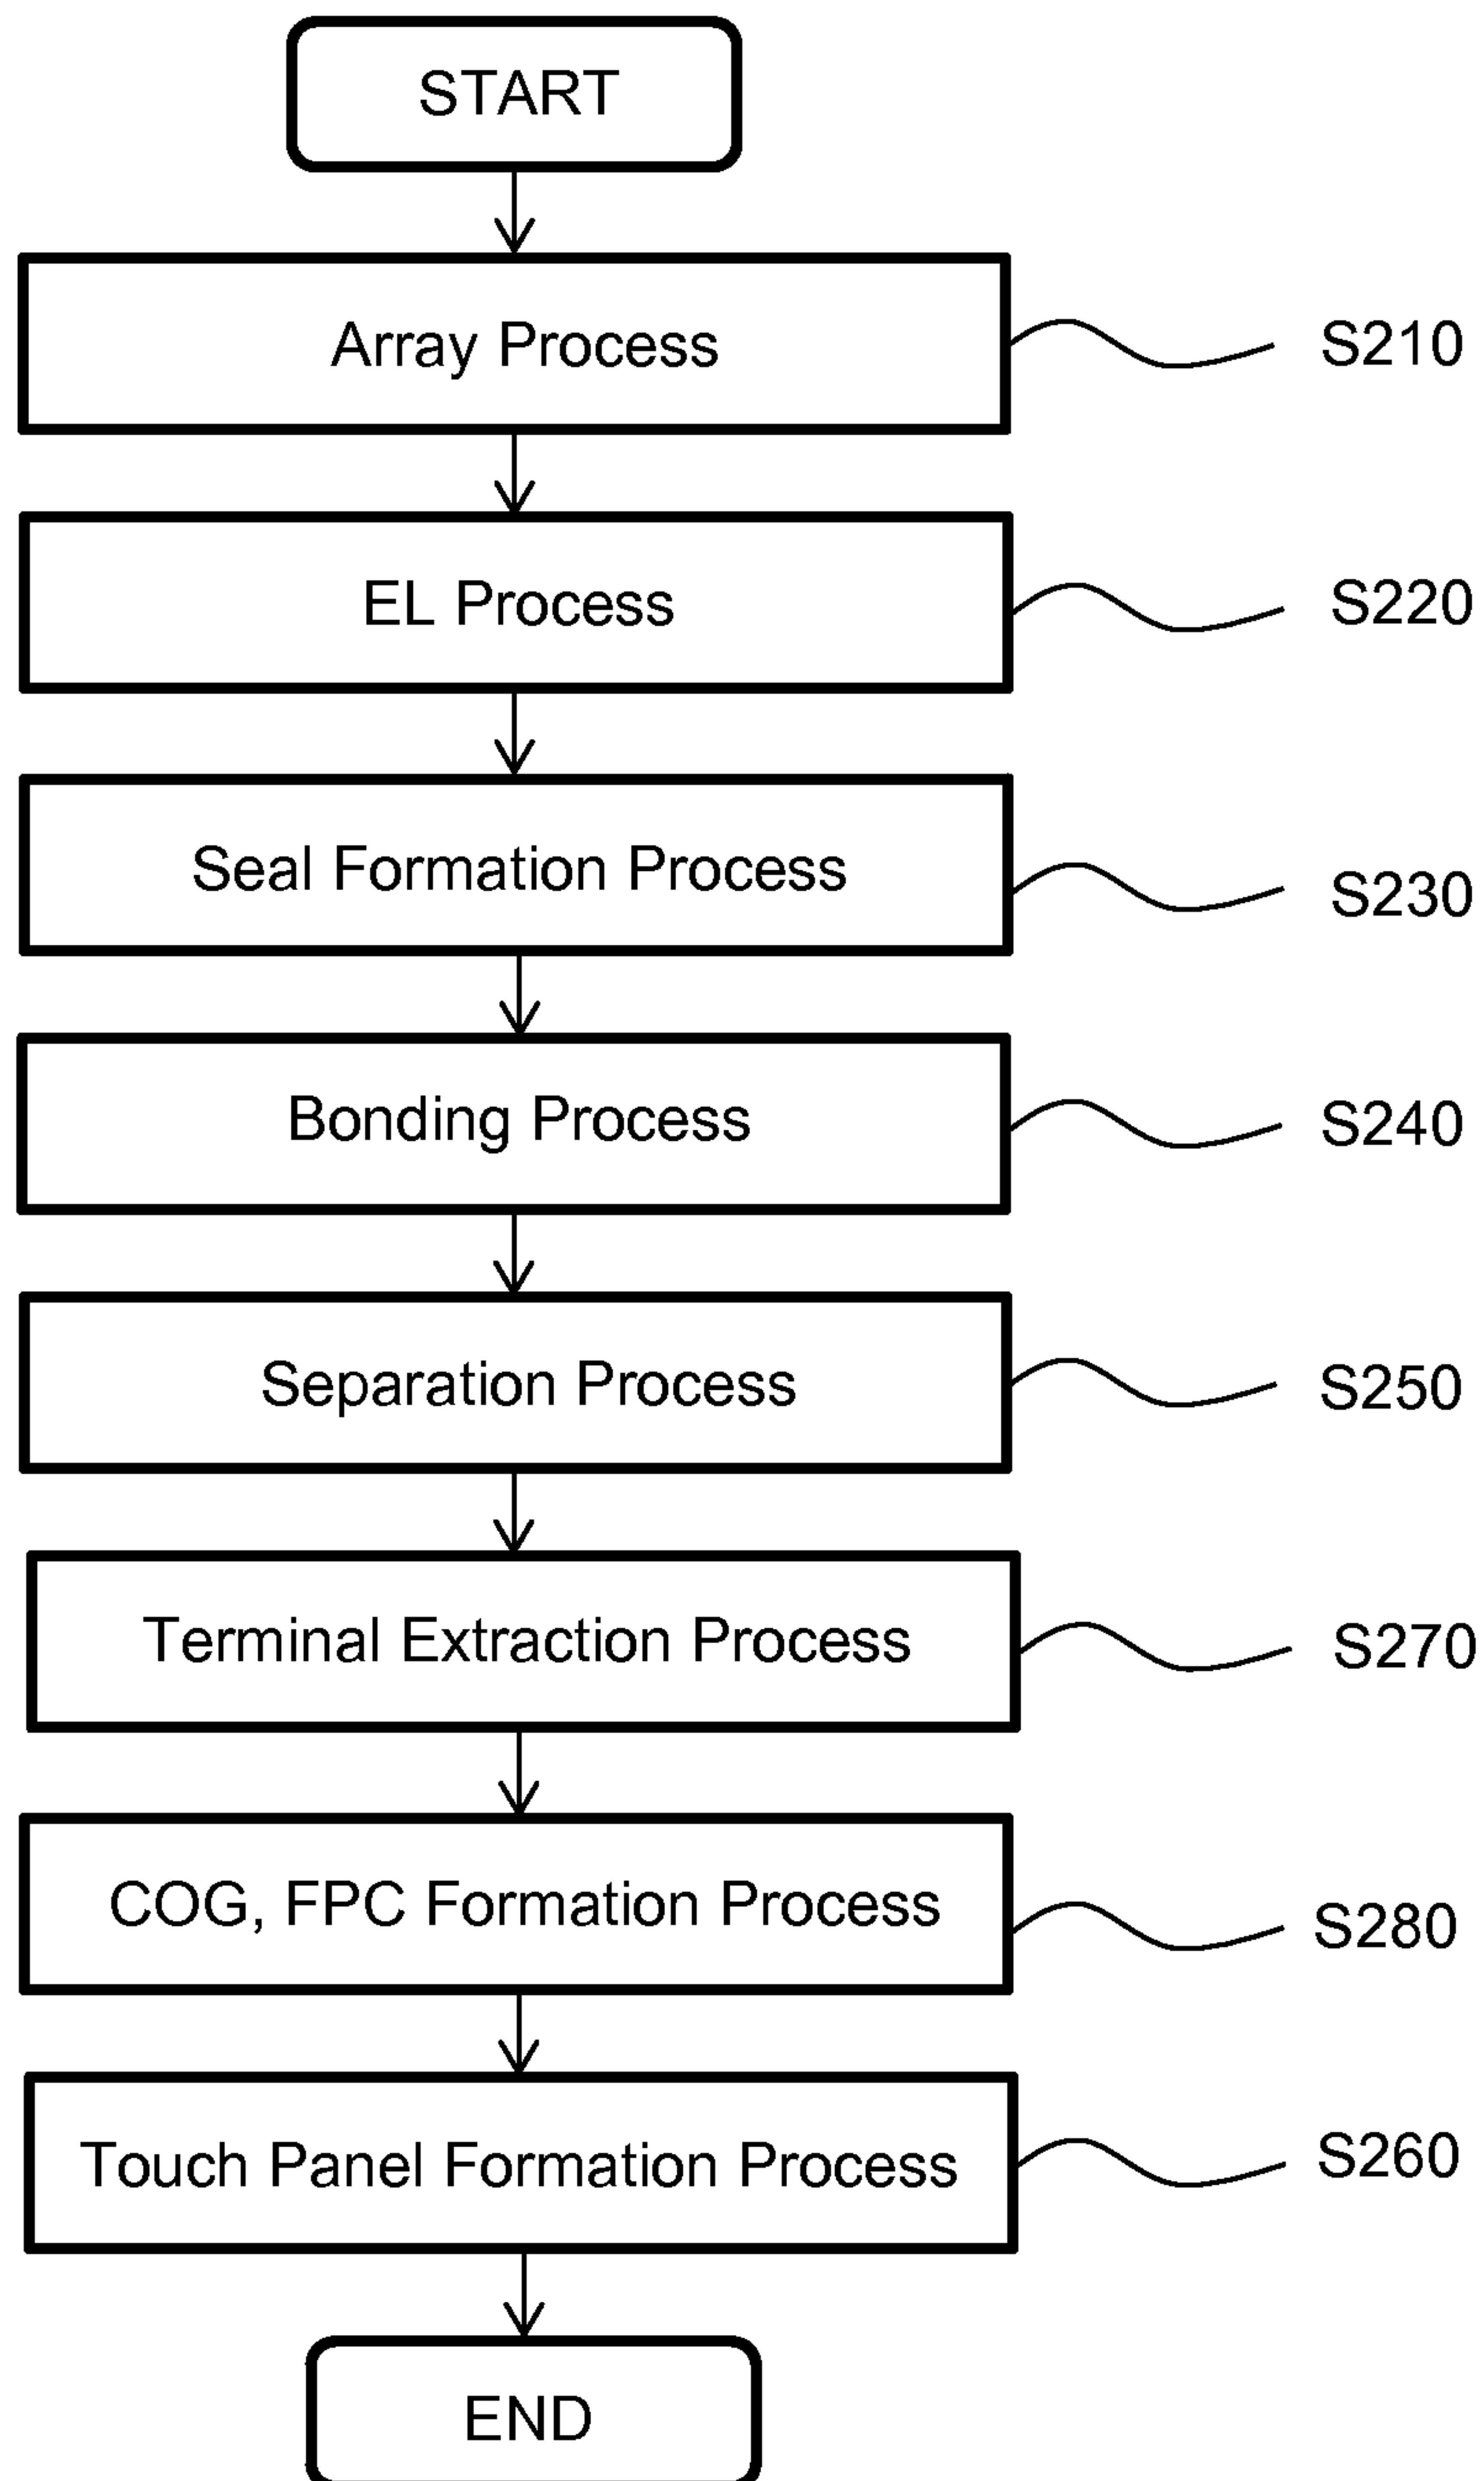 START
Array Process
S210
EL Process
S220
Seal Formation Process
S230
Bonding Process
S240
Separation Process
S250
Terminal Extraction Process
S270
COG, FPC Formation Process
S280
Touch Panel Formation Process
S260
END